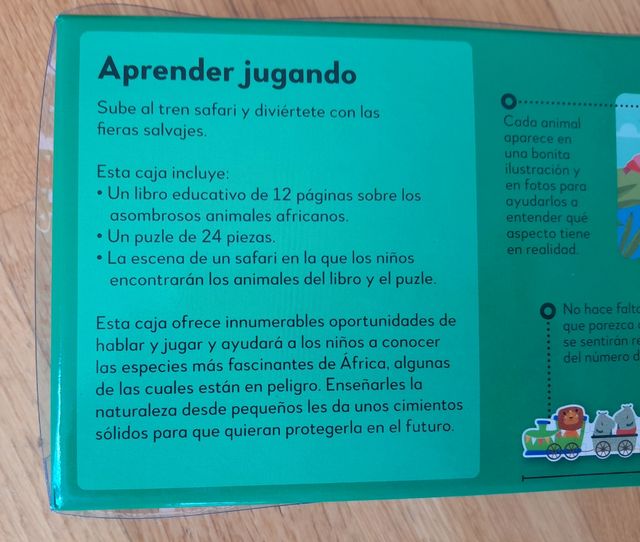 Aprender jugando
Sube al tren safari y diviértete con las
fieras salvajes.
Esta caja incluye:
• Un libro educativo de 12 páginas sobre los
asombrosos animales africanos.
• Un puzle de 24 piezas.
• La escena de un safari en la que los niños
encontrarán los animales del libro y el puzle.
Esta caja ofrece innumerables oportunidades de
hablar y jugar y ayudará a los niños a conocer
las especies más fascinantes de África, algunas
de las cuales están en peligro. Enseñarles la
naturaleza desde pequeños les da unos cimientos
sólidos para que quieran protegerla en el futuro.
Cada animal
aparece en
una bonita
ilustración y
en fotos para
ayudarlos a
entender qué
aspecto tiene
en realidad.
No hace falta
que parezca
se sentirán
del número